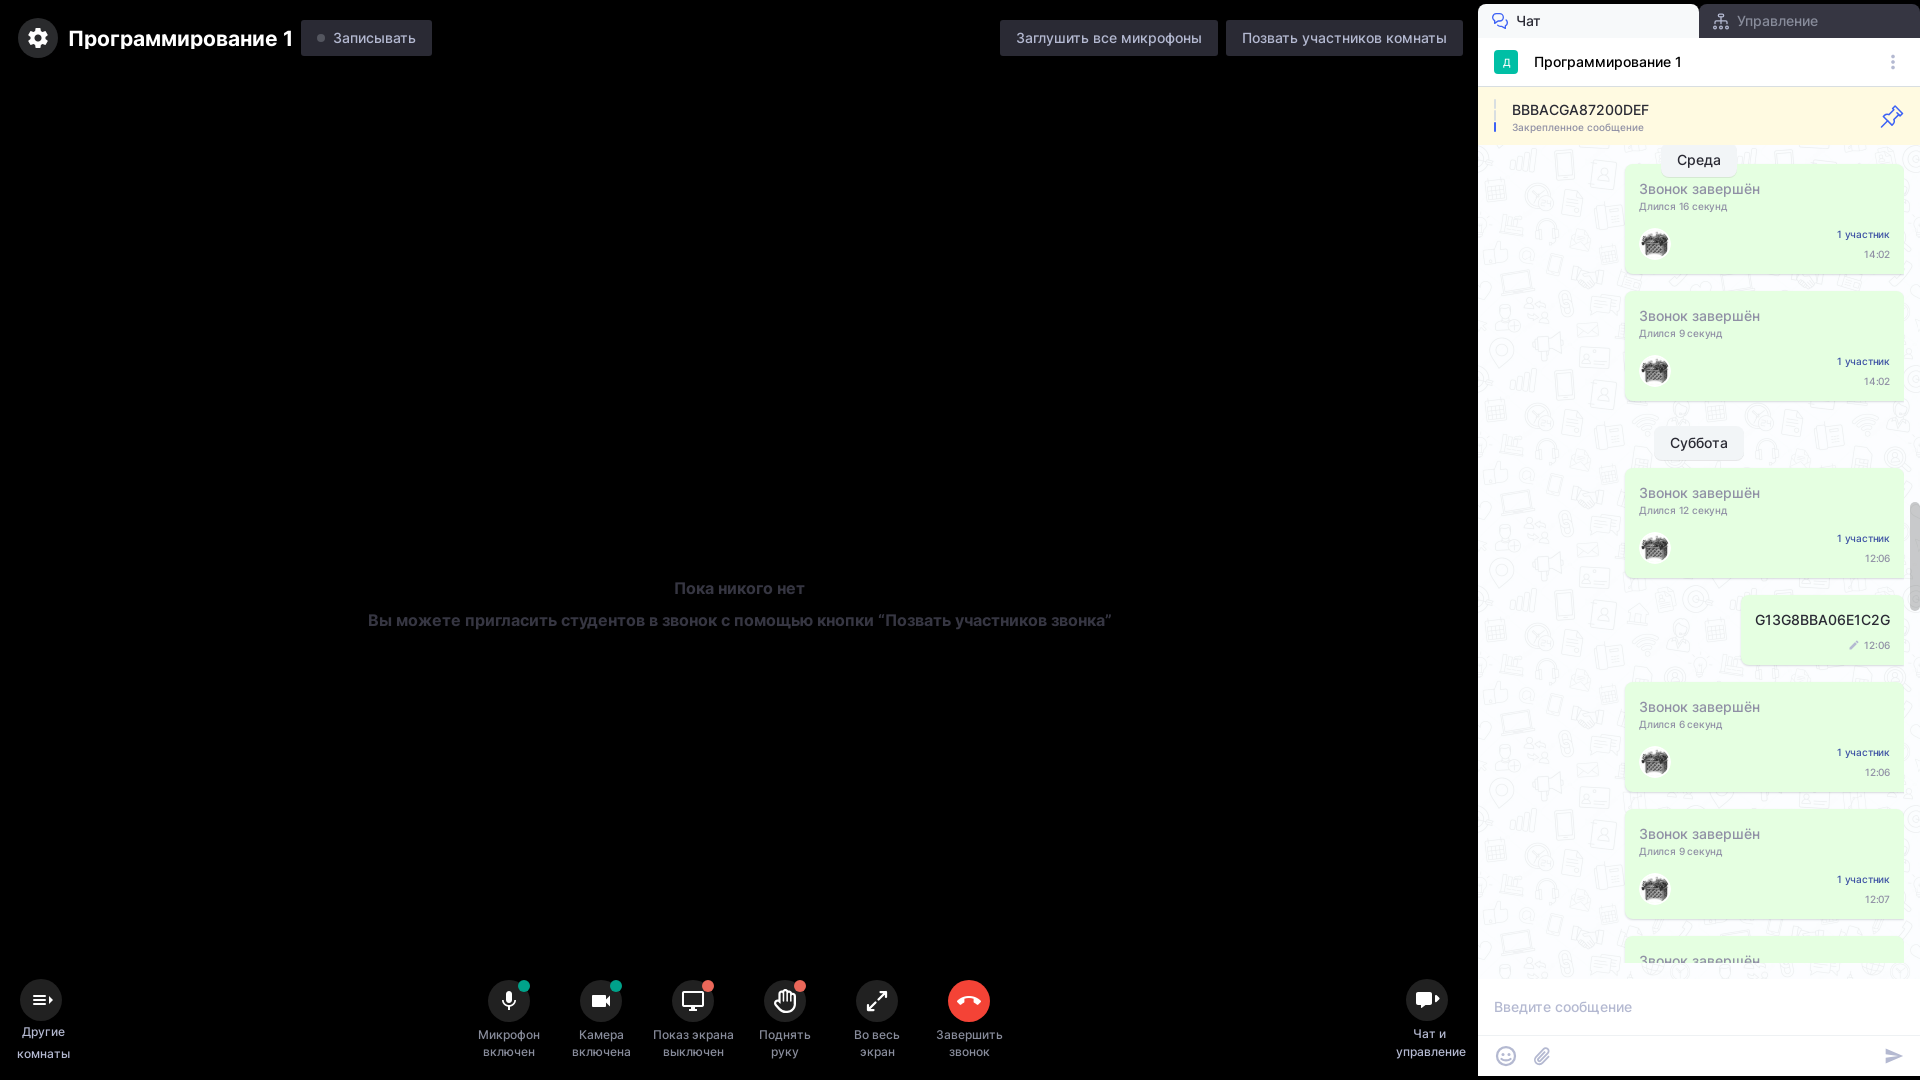 Программирование 1
Записывать
Заглушить все микрофоны
Позвать участников комнаты
Пока никого нет
Вы можете пригласить студентов в звонок с помощью кнопки “Позвать участников звонка”
Другие
комнаты
Микрофон
включен
Камера
включена
Показ экрана
выключен
Поднять
руку
Во весь
экран
Завершить
звонок
Чат и
управление
Чат
Управление
Д
Программирование 1
BBBACGA87200DEF
Закрепленное сообщение
Среда
Звонок завершён
Длился 16 секунд
1 участник
14:02
Звонок завершён
Длился 9 секунд
1 участник
14:02
Суббота
Звонок завершён
Длился 12 секунд
1 участник
12:06
G13G8BBA06E1C2G
12:06
Звонок завершён
Длился 6 секунд
1 участник
12:06
Звонок завершён
Длился 9 секунд
1 участник
12:07
Звонок завершён
Введите сообщение